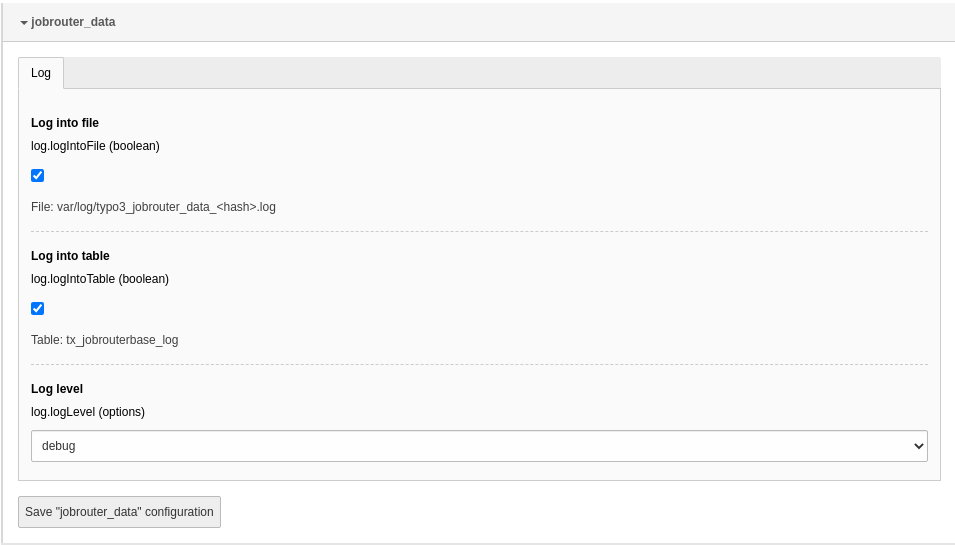 jobrouter_data
Log
Log into file
log.logIntoFile (boolean)
File: var/log/typo3_jobrouter_data_<hash>.log
Log into table
log.logIntoTable (boolean)
Table: tx_jobrouterbase_log
Log level
log.logLevel (options)
debug
Save "jobrouter_data" configuration